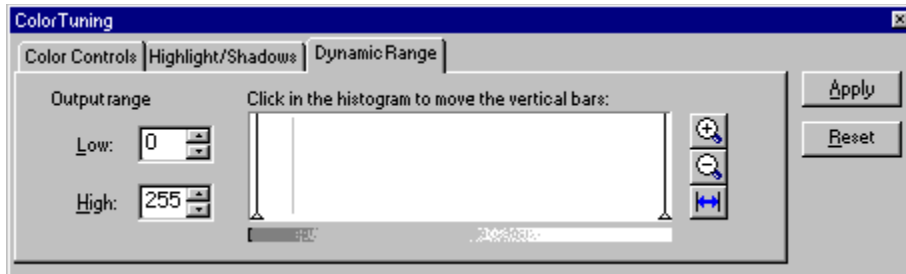 ColorTuning
Color Controls Highlight/Shadows Dynamic Range
Output range
Click in the histogram to move the vertical bars:
Low: 0
High: 255
Apply
Reset